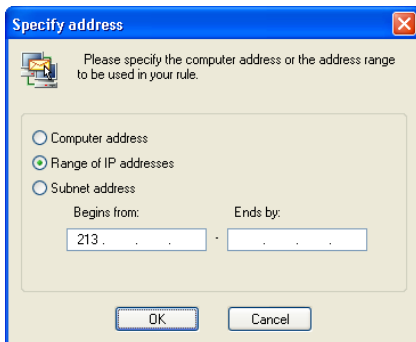 Specify address
Please specify the computer address or the address range
to be used in your rule.
Computer address
Range of IP addresses
Subnet address
Begins from: Ends by:
213 . . . - . . .
OK Cancel